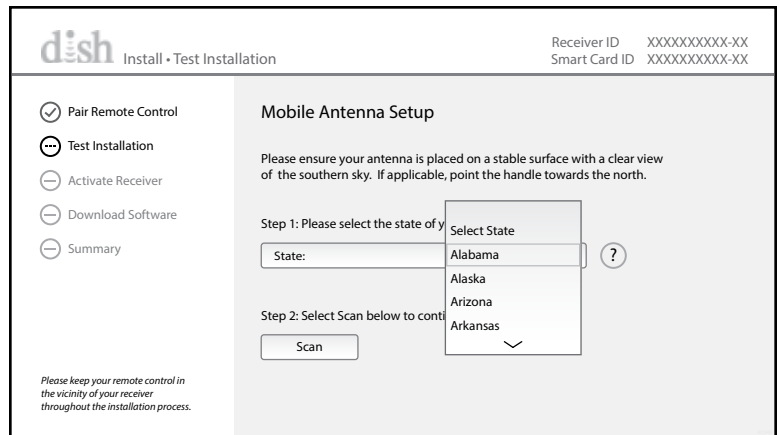 dish Install • Test Installation
Receiver ID XXXXXXXXXX-XX
Smart Card ID XXXXXXXXXX-XX
Pair Remote Control
Test Installation
Activate Receiver
Download Software
Summary
Please keep your remote control in
the vicinity of your receiver
throughout the installation process.
Mobile Antenna Setup
Please ensure your antenna is placed on a stable surface with a clear view
of the southern sky. If applicable, point the handle towards the north.
Step 1: Please select the state of y
State:
Select State
Alabama
Alaska
Arizona
Arkansas
?
Step 2: Select Scan below to conti
Scan